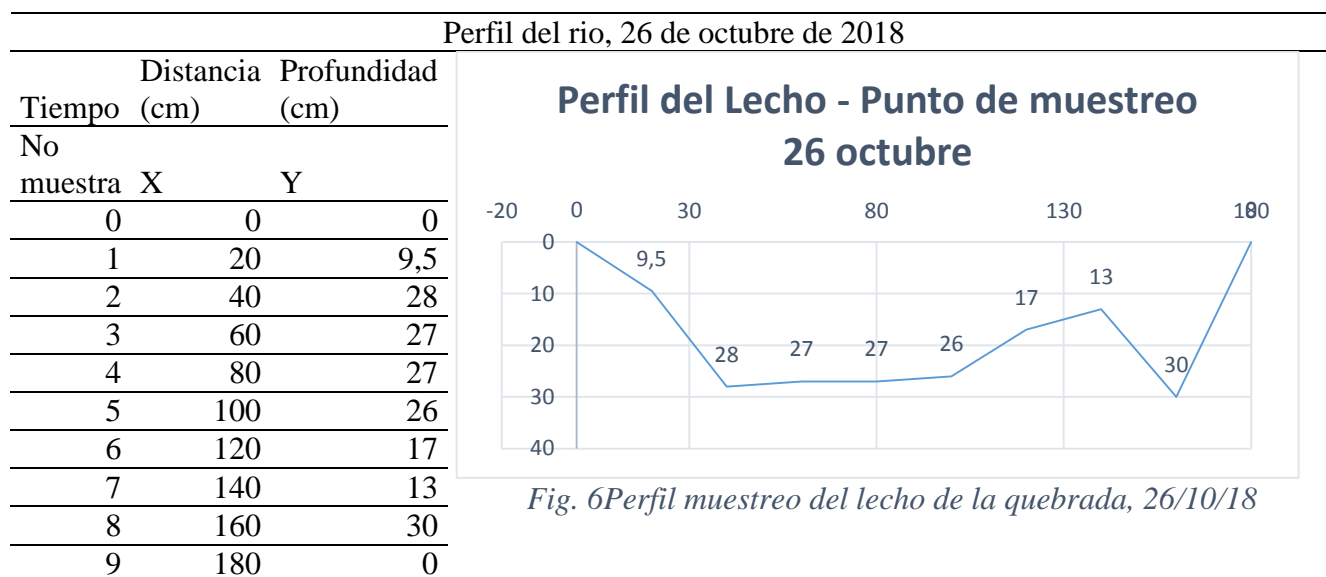 Perfil del rio, 26 de octubre de 2018
Tiempo Distancia (cm) Profundidad (cm)
No muestra X Y
0 0 0
1 20 9,5
2 40 28
3 60 27
4 80 27
5 100 26
6 120 17
7 140 13
8 160 30
9 180 0
Perfil del Lecho - Punto de muestreo
26 octubre
-20 0 30 80 130 180
0
10
20
30
40
9,5
28
27
27
26
17
13
30
0
Fig. 6Perfil muestreo del lecho de la quebrada, 26/10/18